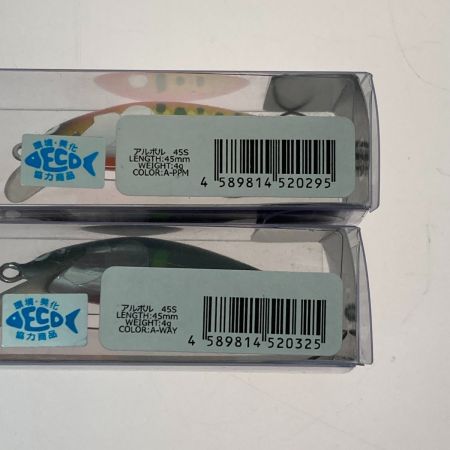 環境・美化
DECO
協力商品
アルボル 45S
LENGTH:45mm
WEIGHT:4g
COLOR:A-PPM
4 589814 520295
環境・美化
DECO
協力商品
アルボル 45S
LENGTH:45mm
WEIGHT:4g
COLOR:A-WAY
4 589814 520325